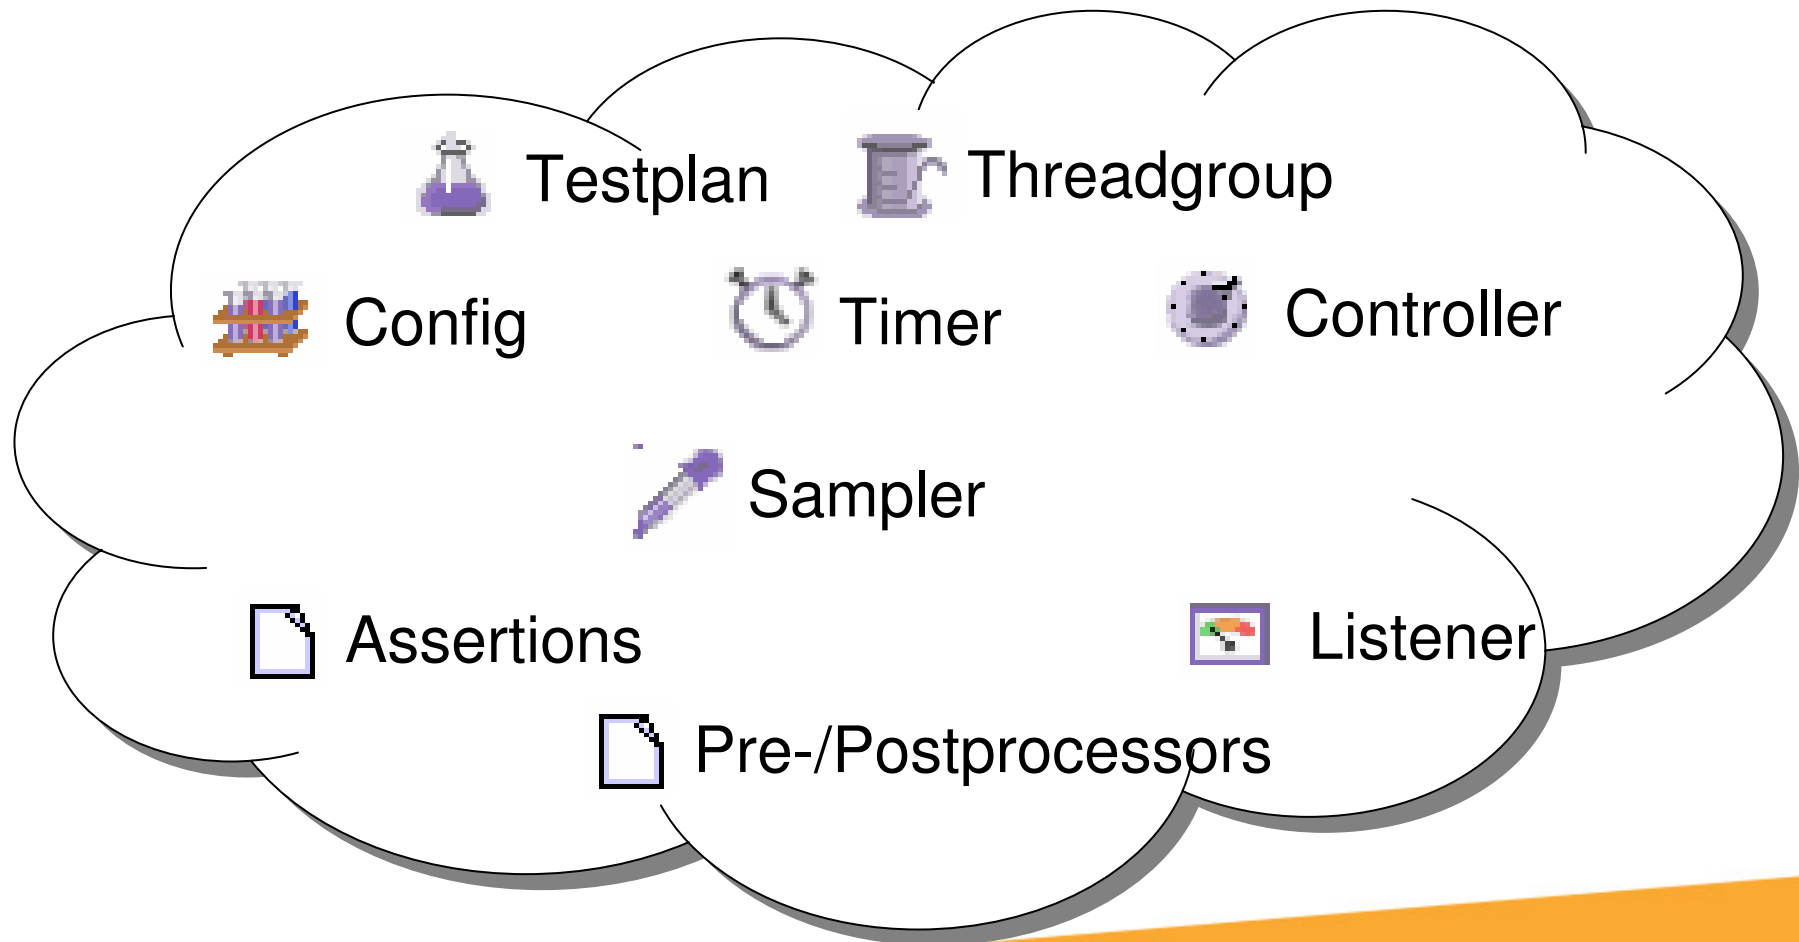 Testplan
Threadgroup
Config
Timer
Controller
Sampler
Assertions
Listener
Pre-/Postprocessors